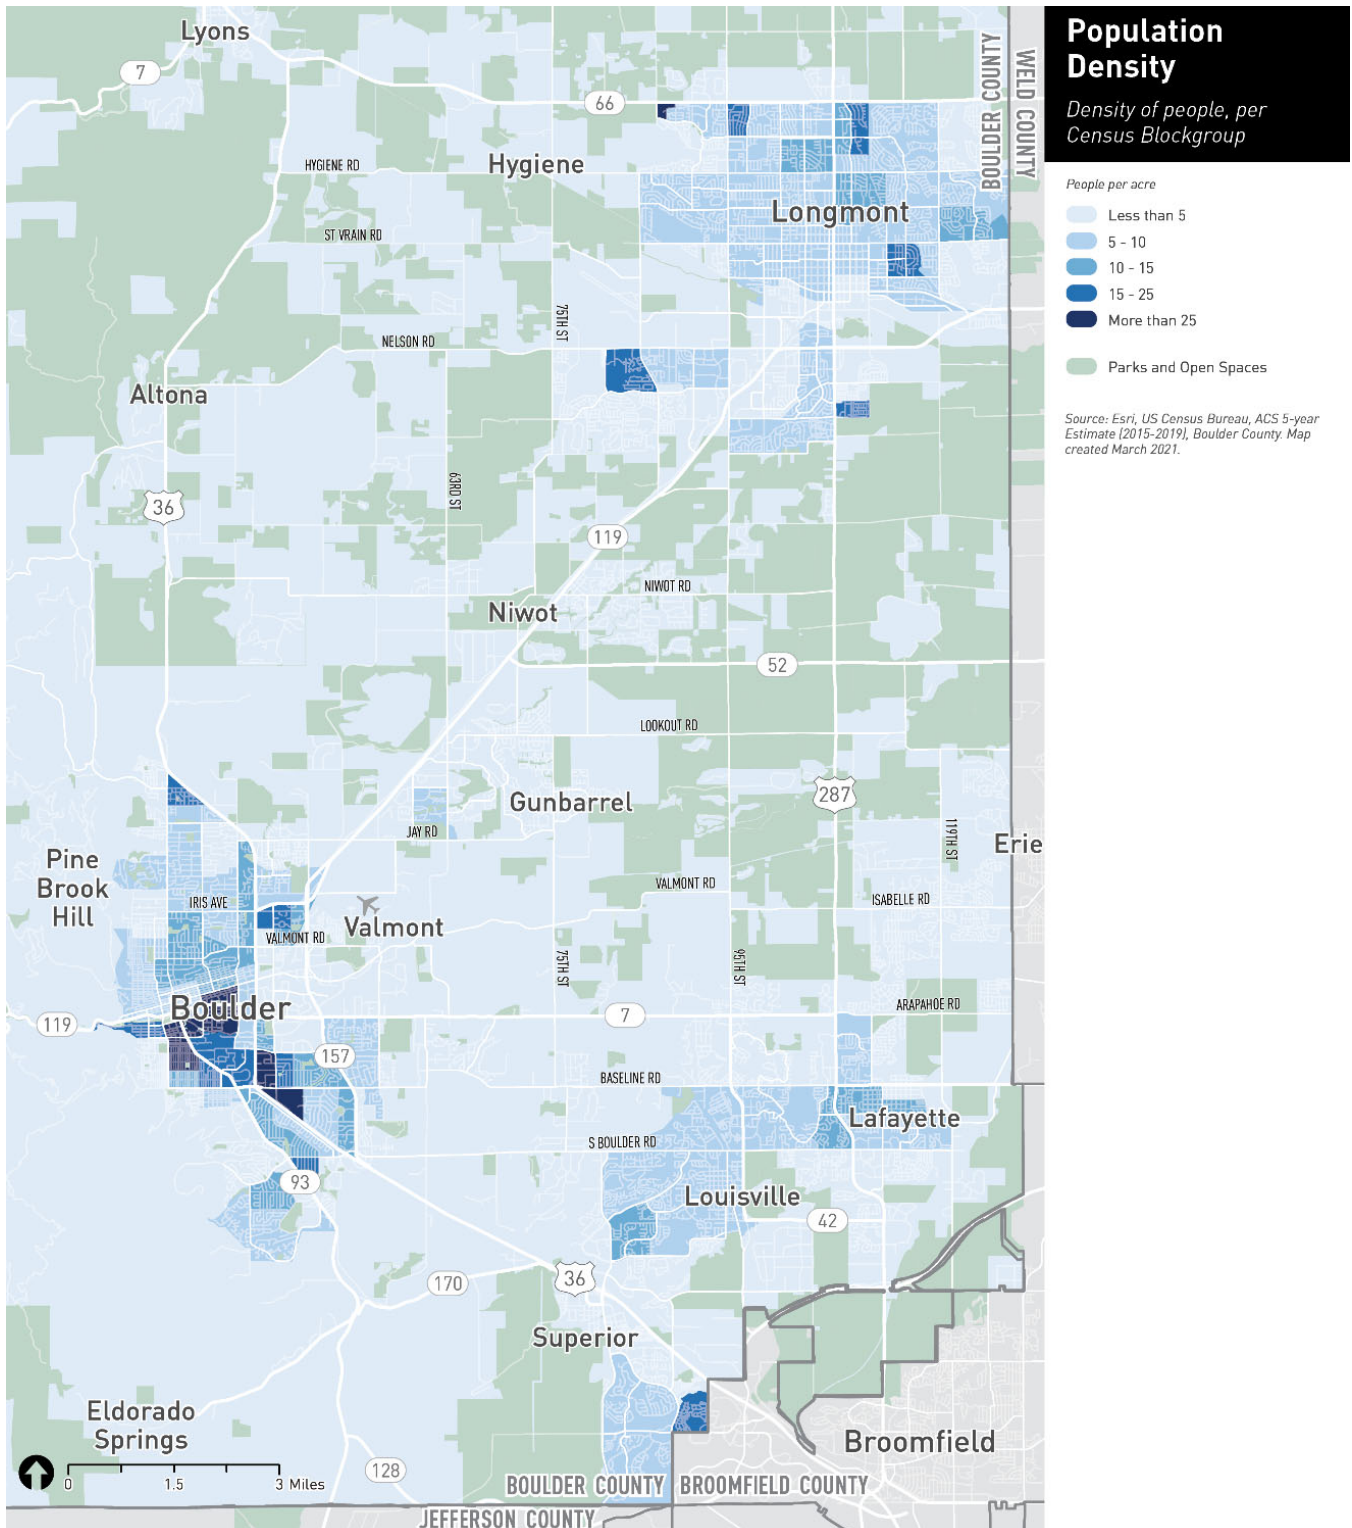 Population
Density
Density of people, per
Census Blockgroup
People per acre
Less than 5
5 - 10
10 - 15
15 - 25
More than 25
Parks and Open Spaces
Source: Esri, US Census Bureau, ACS 5-year
Estimate (2015-2019), Boulder County. Map
created March 2021.
Lyons
7
66
BOULDER COUNTY
WELD COUNTY
HYGIENE RD
Hygiene
Longmont
ST VRAIN RD
75TH ST
NELSON RD
Altona
63RD ST
36
119
NIWOT RD
Niwot
52
LOOKOUT RD
287
Gunbarrel
JAY RD
119TH ST
Erie
Pine
Brook
Hill
VALMONT RD
IRIS AVE
ISABELLE RD
Valmont
VALMONT RD
75TH ST
95TH ST
Boulder
ARAPAHOE RD
119
7
157
BASELINE RD
Lafayette
S BOULDER RD
93
Louisville
42
36
170
Superior
Eldorado
Springs
Broomfield
128
0 1.5 3 Miles
BOULDER COUNTY
BROOMFIELD COUNTY
JEFFERSON COUNTY